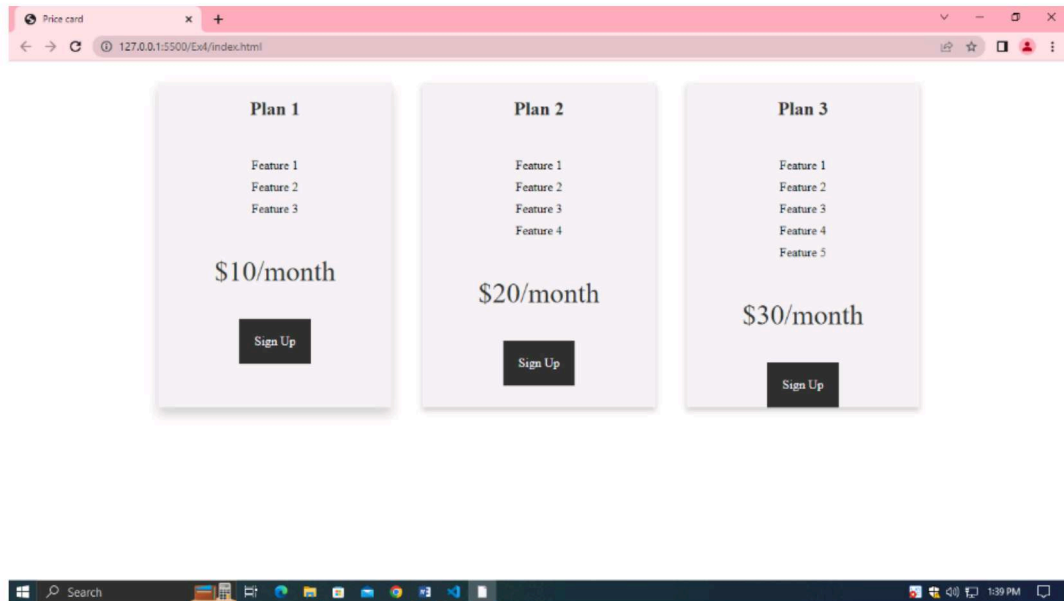 Price card
127.0.0.1:5500/Ex4/index.html
Plan 1
Feature 1
Feature 2
Feature 3
$10/month
Sign Up
Plan 2
Feature 1
Feature 2
Feature 3
Feature 4
$20/month
Sign Up
Plan 3
Feature 1
Feature 2
Feature 3
Feature 4
Feature 5
$30/month
Sign Up
Search
1:39 PM